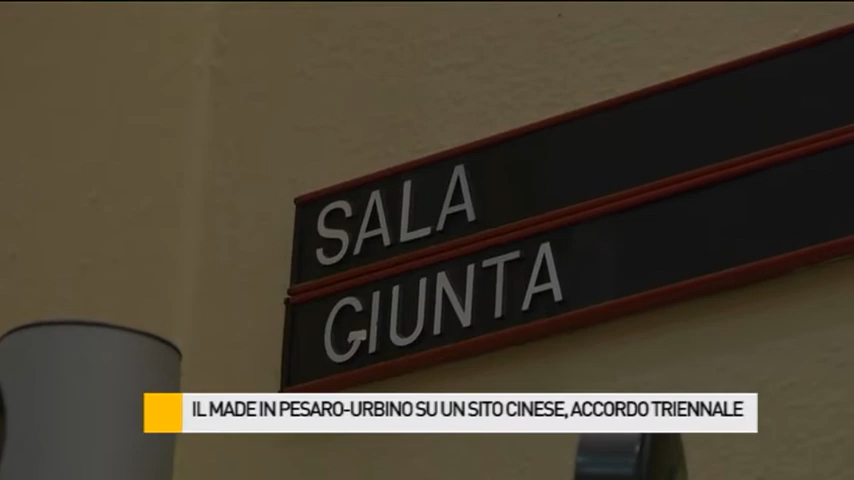 SALA
GIUNTA
IL MADE IN PESARO-URBINO SU UN SITO CINESE, ACCORDO TRIENNALE